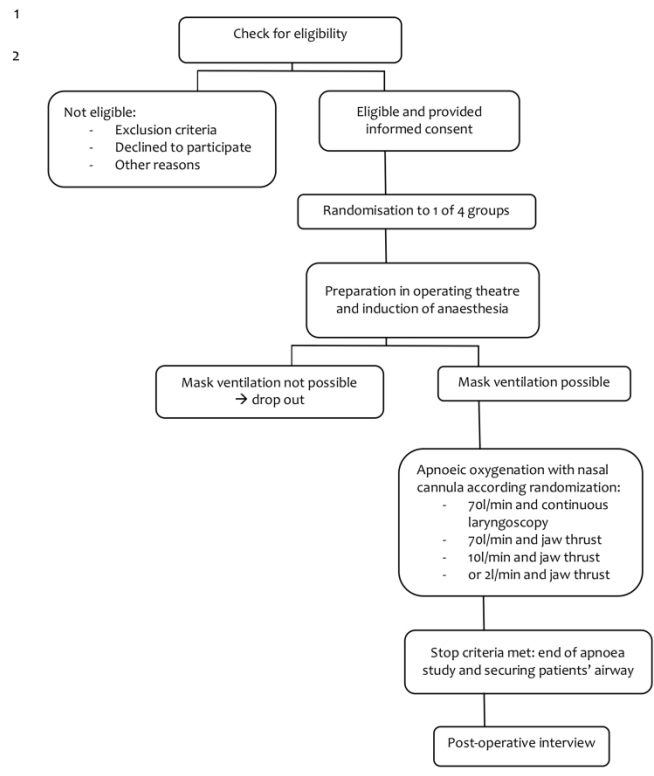 1
Check for eligibility
2
Not eligible:
- Exclusion criteria
- Declined to participate
- Other reasons
Eligible and provided
informed consent
Randomisation to 1 of 4 groups
Preparation in operating theatre
and induction of anaesthesia
Mask ventilation not possible
→ drop out
Mask ventilation possible
Apnoeic oxygenation with nasal
cannula according randomization:
- 70l/min and continuous
laryngoscopy
- 70l/min and jaw thrust
- 10l/min and jaw thrust
- or 2l/min and jaw thrust
Stop criteria met: end of apnoea
study and securing patients’ airway
Post-operative interview